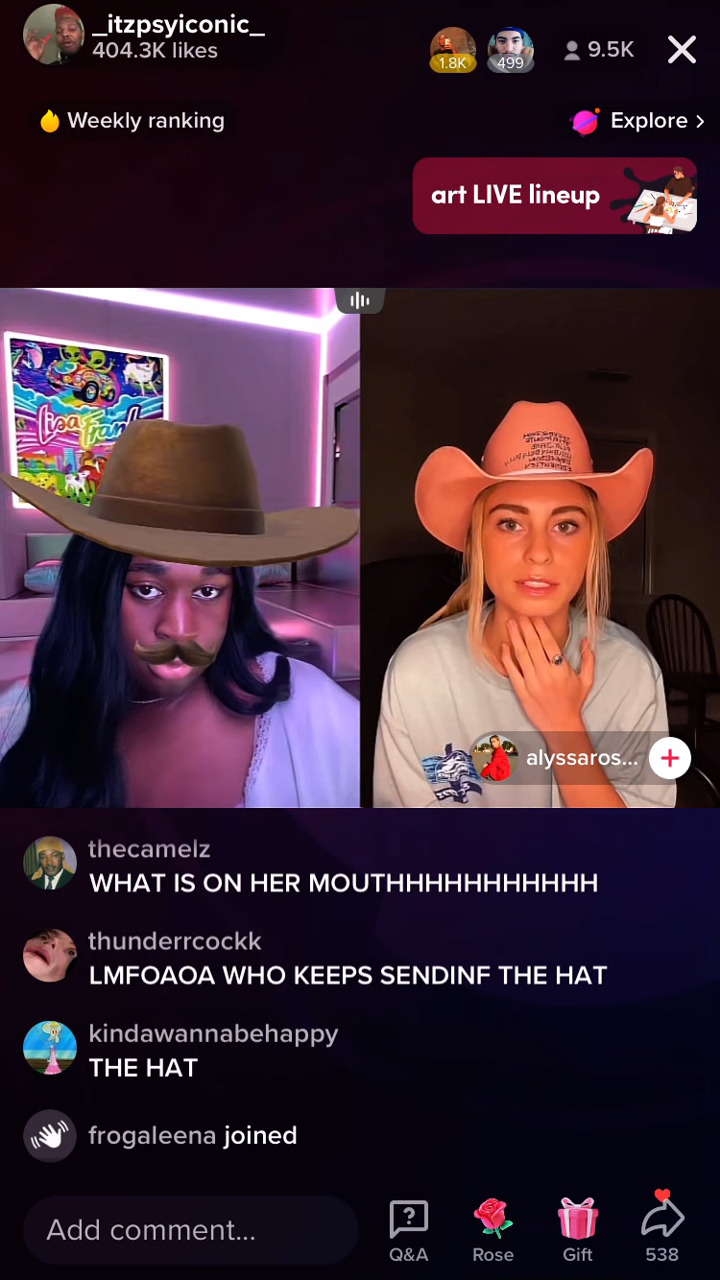 _itzpsyiconic_
404.3K likes
1.8K
499
9.5K
Weekly ranking
Explore >
art LIVE lineup
Lisa Frank
alyssaros...
thecamelz
WHAT IS ON HER MOUTHHHHHHHHHHHH
thunderrcockk
LMFOAOA WHO KEEPS SENDINF THE HAT
kindawannabehappy
THE HAT
frogaleena joined
Add comment...
Q&A
Rose
Gift
538